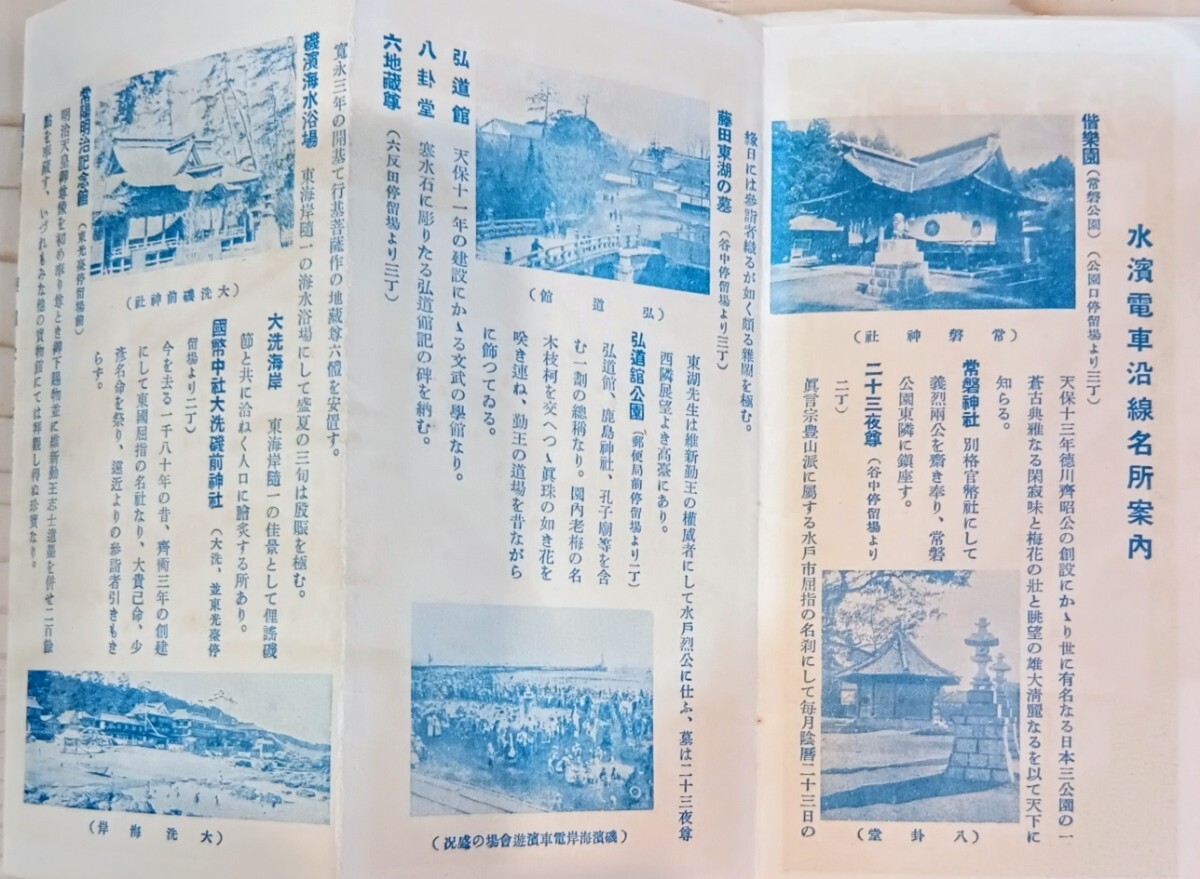 水濱電車沿線名所案內
偕樂園(常磐公園)(公園口停留場より三丁)
天保十三年德川齊昭公の創設にかゝり世に有名なる日本三公園の一
蒼古典雅なる閑寂味と梅花の壯と眺望の雄大淸麗なるを以て天下に
知らる。
常磐神社 別格官幣社にして
義烈兩公を齋き奉り、常磐
公園東隣に鎮座す。
二十三夜尊(谷中停留場より
二丁)
眞言宗豊山派に屬する水戸市屈指の名刹にして每月陰曆二十三日の
(常磐神社)
(八卦堂)
緣日には參詣者織るが如く頗る雜鬧を極む。
藤田東湖の墓(谷中停留場より三丁)
東湖先生は維新勤王の權威者にして水戸烈公に仕ふ、墓は二十三夜尊
西隣展望よき高臺にあり。
弘道館公園(郵便局前停留場より一丁)
弘道館、鹿島神社、孔子廟等を含
む一劃の總稱なり。園內老梅の名
木枝柯を交へつゝ眞珠の如き花を
咲き連ね、勤王の道場を昔ながら
に飾つてゐる。
(弘道館)
弘道館 天保十一年の建設にかゝる文武の學館なり。
八卦堂 寒水石に彫りたる弘道館記の碑を納む。
六地藏尊(六反田停留場より三丁)
(磯濱海岸電車濱遊會場の盛況)
寬永三年の開基て行基菩薩作の地藏尊六體を安置す。
磯濱海水浴場 東海岸隨一の海水浴場にして盛夏の三旬は殷賑を極む。
大洗海岸 東海岸隨一の佳景として俚謠磯
節と共に洽ねく人口に膾炙する所あり。
國幣中社大洗磯前神社(大洗、並東光臺停
留場より二丁)
今を去る一千八十年の昔、齊衡三年の創建
にして東國屈指の名社なり、大貴己命、少
彥名命を祭り、遠近よりの參詣者引きもき
らず。
(大洗磯前神社)
常陽明治記念館(東光臺停留場前)
明治天皇御尊像を初め奉り數とき御下賜物並に維新勤王志士遺墨を併せ二百餘
點を奉藏す、いづれもみな他の寶物館にては拜觀し得ぬ珍寶なり。
(大洗海岸)